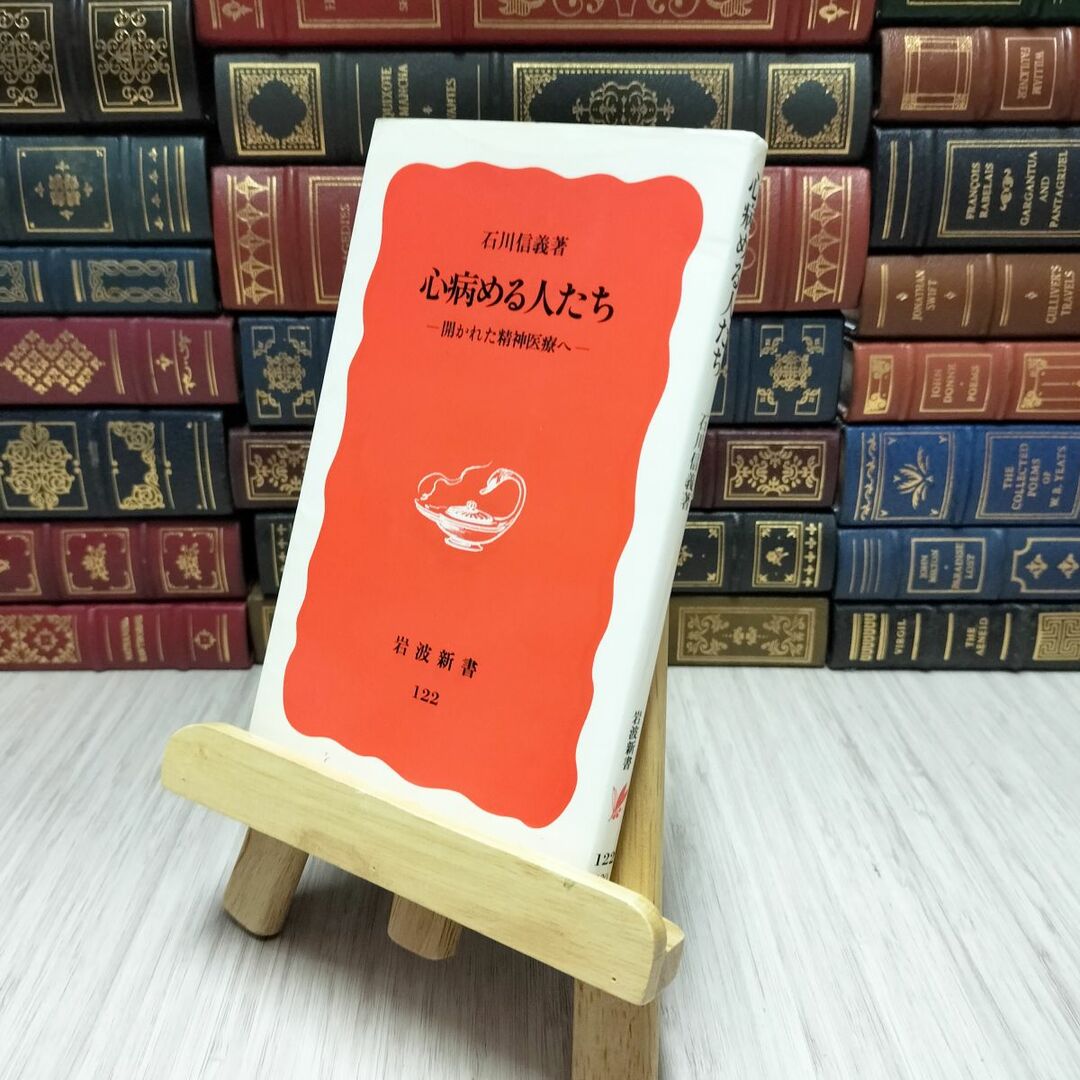 石川信義著
心病める人たち
—開かれた精神医療へ—
岩波新書
122
心病める人たち
石川信義著
岩波新書
122
WILLIAM
FAULKNER
FRANÇOIS
RABELAIS
GARGANTUA
AND
PANTAGRUEL
JONATHAN
SWIFT
GULLIVER'S
TRAVELS
JOHN
DONNE
POEMS
THE
COLLECTED
POEMS
OF
W. B. YEATS
JOHN
MILTON
PARADISE
LOST
VIRGIL
THE
AENEID